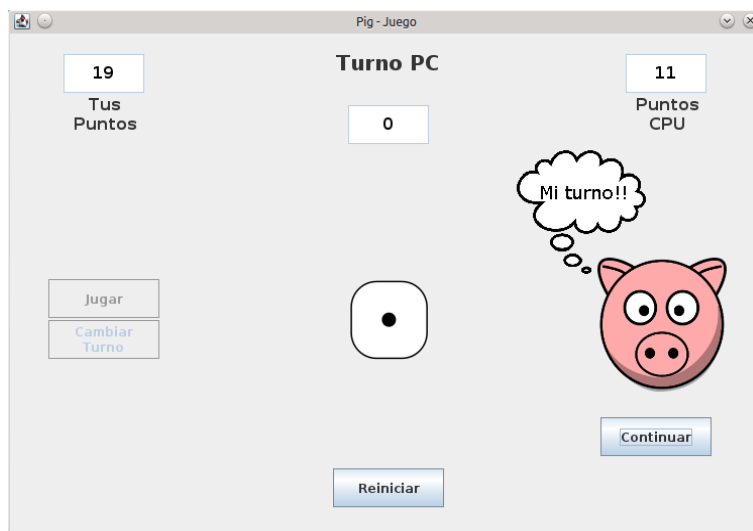 Pig - Juego
19
Tus
Puntos
Turno PC
0
11
Puntos
CPU
Mi turno!!
Jugar
Cambiar
Turno
Continuar
Reiniciar